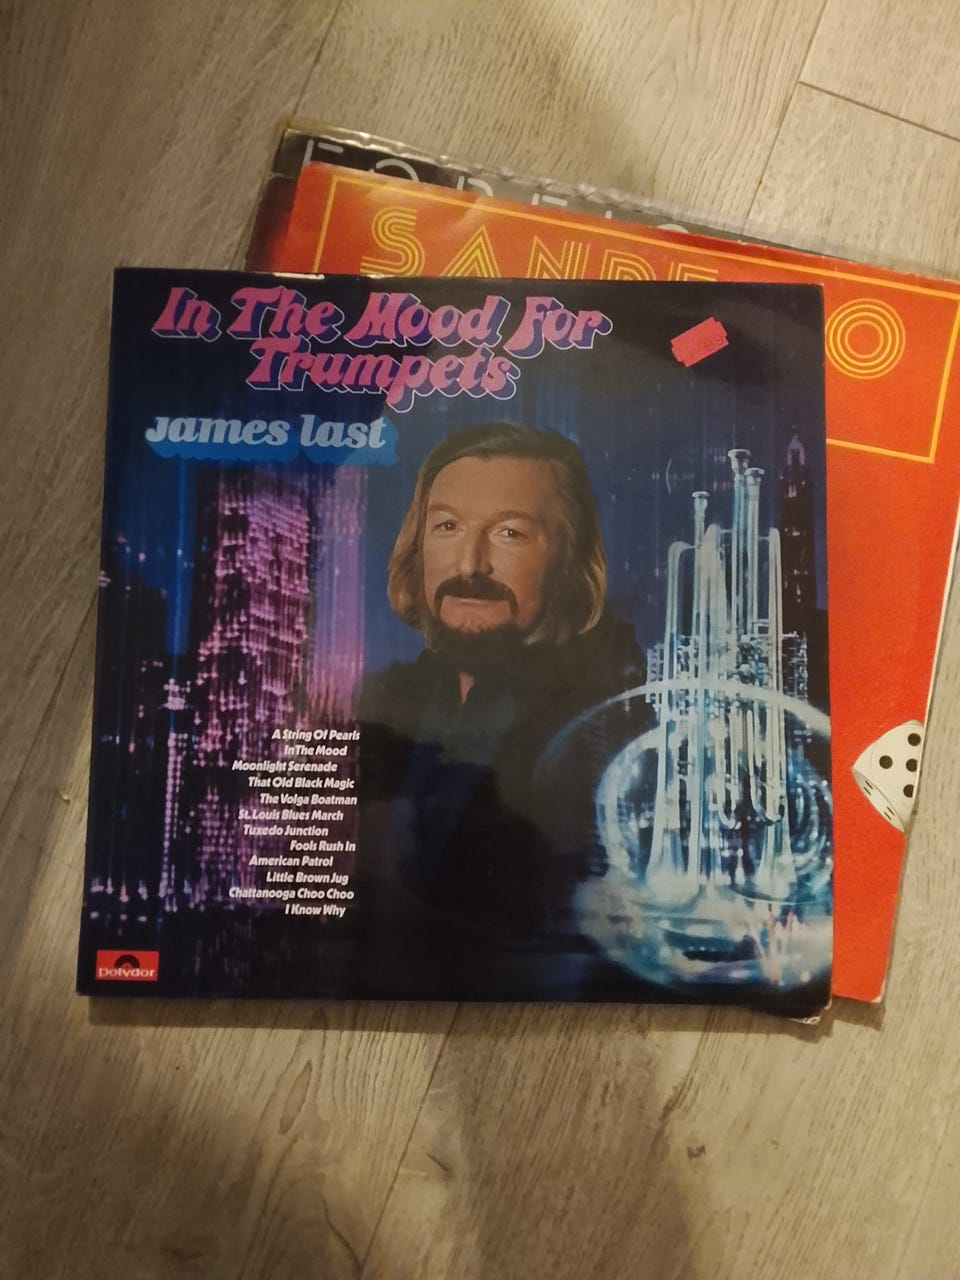 In The Mood For
Trumpets
james last
A String Of Pearls
In The Mood
Moonlight Serenade
That Old Black Magic
The Volga Boatman
St. Louis Blues March
Tuxedo Junction
Fools Rush In
American Patrol
Little Brown Jug
Chattanooga Choo Choo
I Know Why
polydor